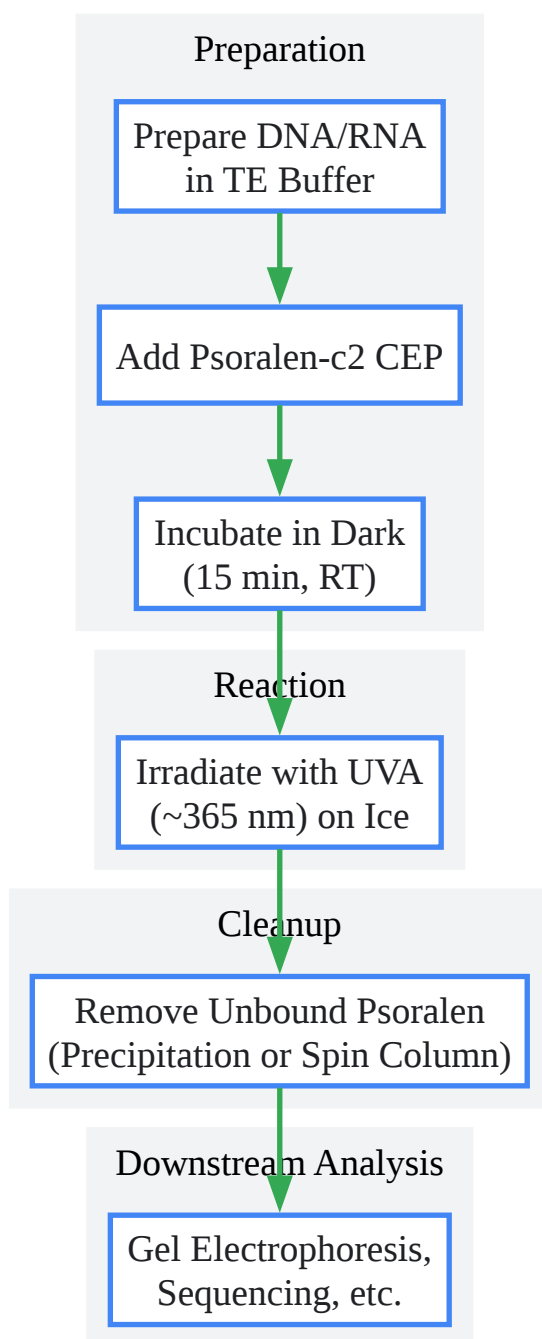 Preparation
Prepare DNA/RNA
in TE Buffer
Add Psoralen-c2 CEP
Incubate in Dark
(15 min, RT)
Reaction
Irradiate with UVA
(~365 nm) on Ice
Cleanup
Remove Unbound Psoralen
(Precipitation or Spin Column)
Downstream Analysis
Gel Electrophoresis,
Sequencing, etc.